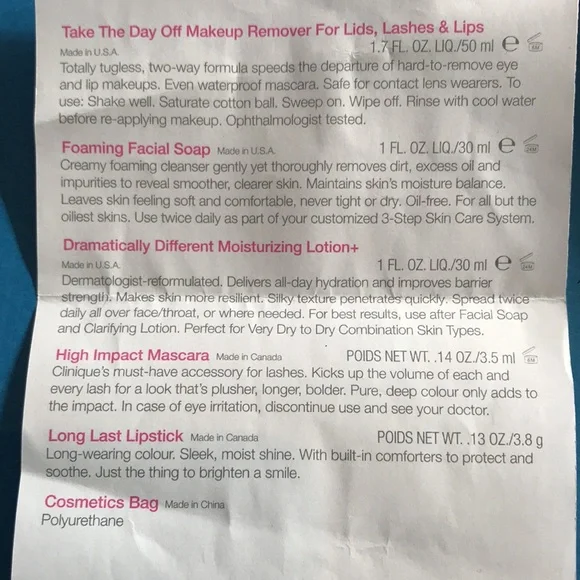 Take The Day Off Makeup Remover For Lids, Lashes & Lips
Made in U.S.A. 1.7 FL. OZ. LIQ./50 ml ℮
Totally tugless, two-way formula speeds the departure of hard-to-remove eye
and lip makeups. Even waterproof mascara. Safe for contact lens wearers. To
use: Shake well. Saturate cotton ball. Sweep on. Wipe off. Rinse with cool water
before re-applying makeup. Ophthalmologist tested.
Foaming Facial Soap Made in U.S.A. 1 FL. OZ. LIQ./30 ml ℮
Creamy foaming cleanser gently yet thoroughly removes dirt, excess oil and
impurities to reveal smoother, clearer skin. Maintains skin's moisture balance.
Leaves skin feeling soft and comfortable, never tight or dry. Oil-free. For all but the
oiliest skins. Use twice daily as part of your customized 3-Step Skin Care System.
Dramatically Different Moisturizing Lotion+
Made in U.S.A. 1 FL. OZ. LIQ./30 ml ℮
Dermatologist-reformulated. Delivers all-day hydration and improves barrier
strength. Makes skin more resilient. Silky texture penetrates quickly. Spread twice
daily all over face/throat, or where needed. For best results, use after Facial Soap
and Clarifying Lotion. Perfect for Very Dry to Dry Combination Skin Types.
High Impact Mascara Made in Canada POIDS NET WT. .14 OZ./3.5 ml
Clinique's must-have accessory for lashes. Kicks up the volume of each and
every lash for a look that's plusher, longer, bolder. Pure, deep colour only adds to
the impact. In case of eye irritation, discontinue use and see your doctor.
Long Last Lipstick Made in Canada POIDS NET WT. .13 OZ./3.8 g
Long-wearing colour. Sleek, moist shine. With built-in comforters to protect and
soothe. Just the thing to brighten a smile.
Cosmetics Bag Made in China
Polyurethane